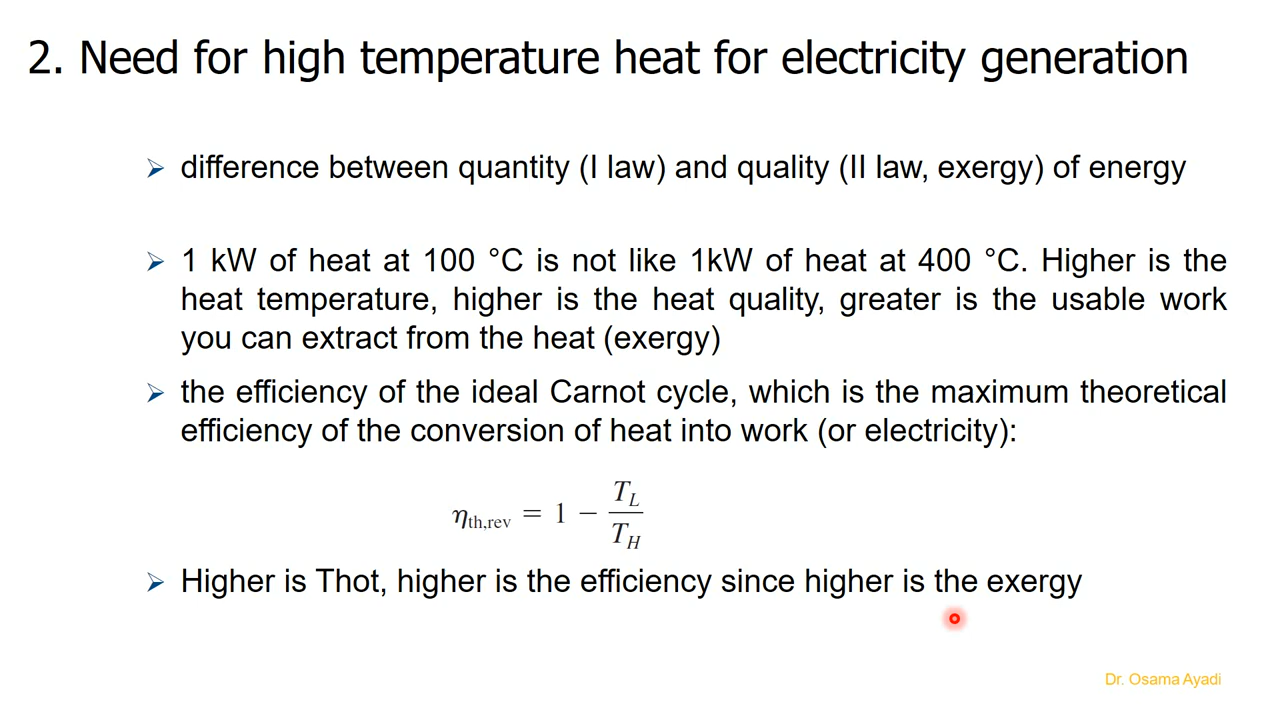 2. Need for high temperature heat for electricity generation
➢ difference between quantity (I law) and quality (II law, exergy) of energy
➢ 1 kW of heat at 100 °C is not like 1kW of heat at 400 °C. Higher is the
heat temperature, higher is the heat quality, greater is the usable work
you can extract from the heat (exergy)
➢ the efficiency of the ideal Carnot cycle, which is the maximum theoretical
efficiency of the conversion of heat into work (or electricity):
η_th,rev = 1 − T_L / T_H
➢ Higher is Thot, higher is the efficiency since higher is the exergy
Dr. Osama Ayadi